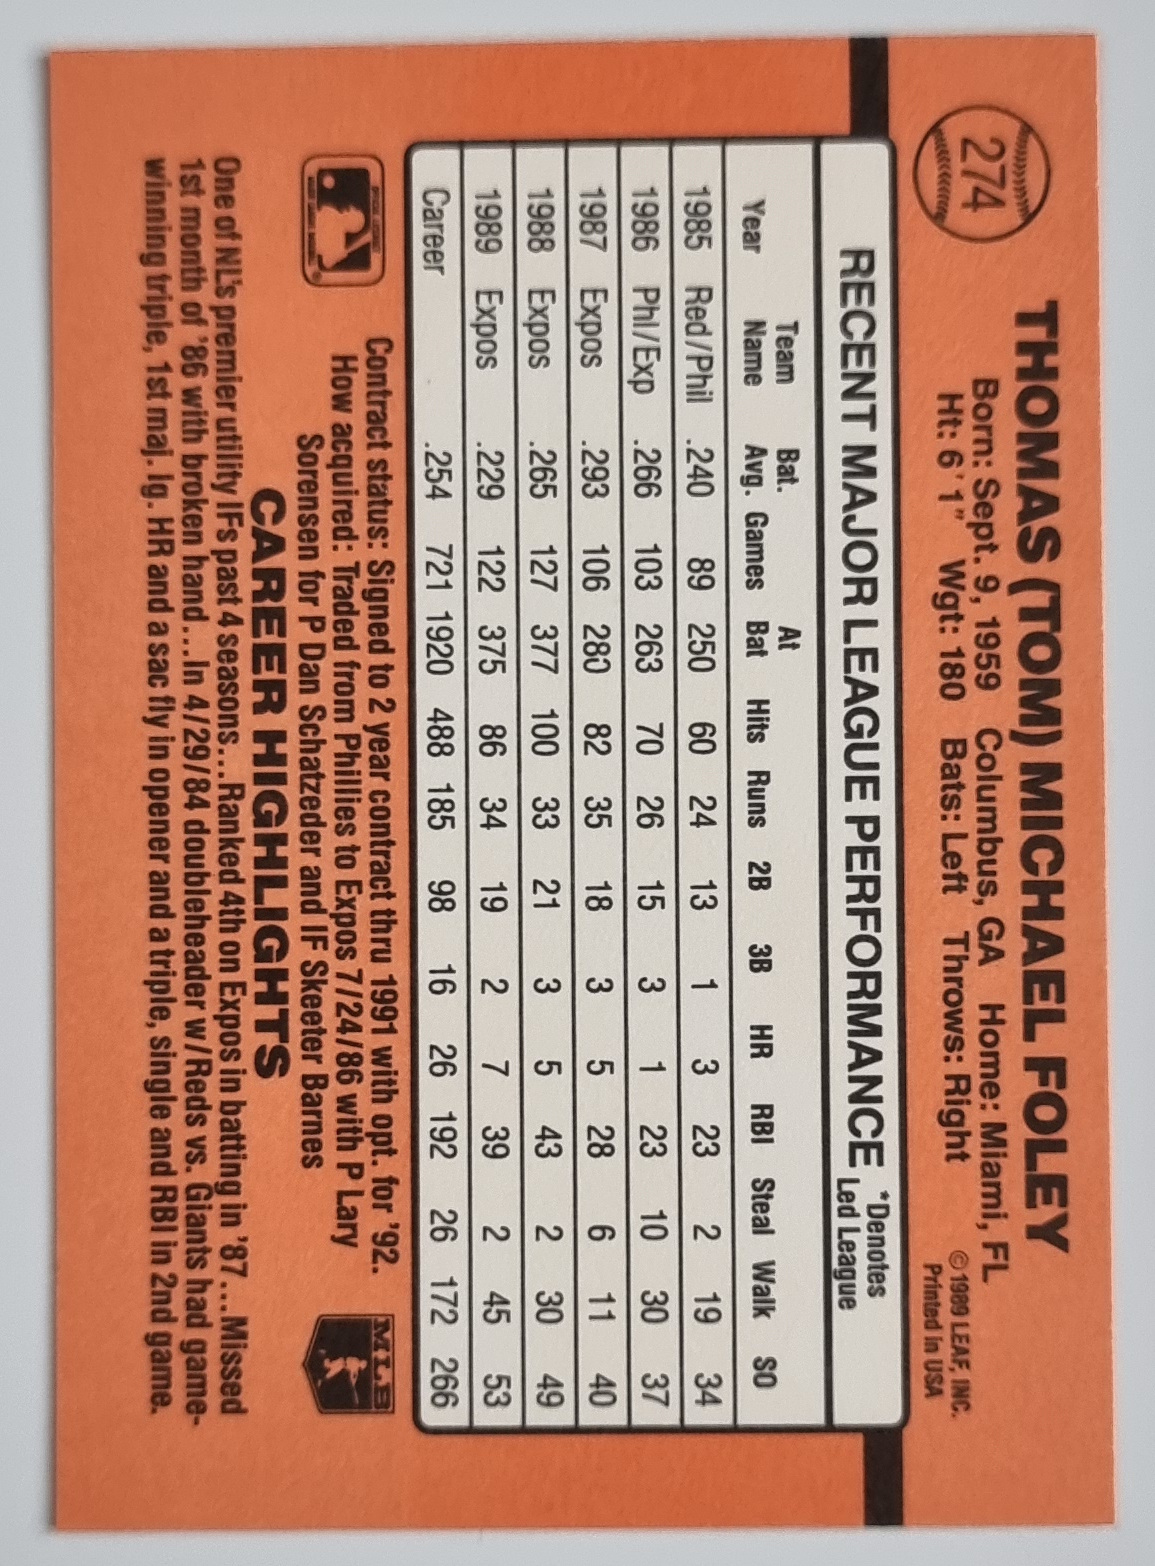 274
THOMAS (TOM) MICHAEL FOLEY
Born: Sept. 9, 1959 Columbus, GA Home: Miami, FL
Ht: 6'1" Wgt: 180 Bats: Left Throws: Right
© 1989 LEAF, INC.
Printed in USA
RECENT MAJOR LEAGUE PERFORMANCE *Denotes Led League
Year Team Name Bat. Avg. Games At Bat Hits Runs 2B 3B HR RBI Steal Walk SO
1985 Red/Phil .240 89 250 60 24 13 1 3 23 2 19 34
1986 Phl/Exp .266 103 263 70 26 15 3 1 23 10 30 37
1987 Expos .293 106 280 82 35 18 3 5 28 6 11 40
1988 Expos .265 127 377 100 33 21 3 5 43 2 30 49
1989 Expos .229 122 375 86 34 19 2 7 39 2 45 53
Career .254 721 1920 488 185 98 16 26 192 26 172 266
Contract status: Signed to 2 year contract thru 1991 with opt. for '92.
How acquired: Traded from Phillies to Expos 7/24/86 with P Lary
Sorensen for P Dan Schatzeder and IF Skeeter Barnes
MLB
CAREER HIGHLIGHTS
One of NL's premier utility IFs past 4 seasons...Ranked 4th on Expos in batting in '87...Missed
1st month of '86 with broken hand...In 4/29/84 doubleheader w/Reds vs. Giants had game-
winning triple, 1st maj. lg. HR and a sac fly in opener and a triple, single and RBI in 2nd game.